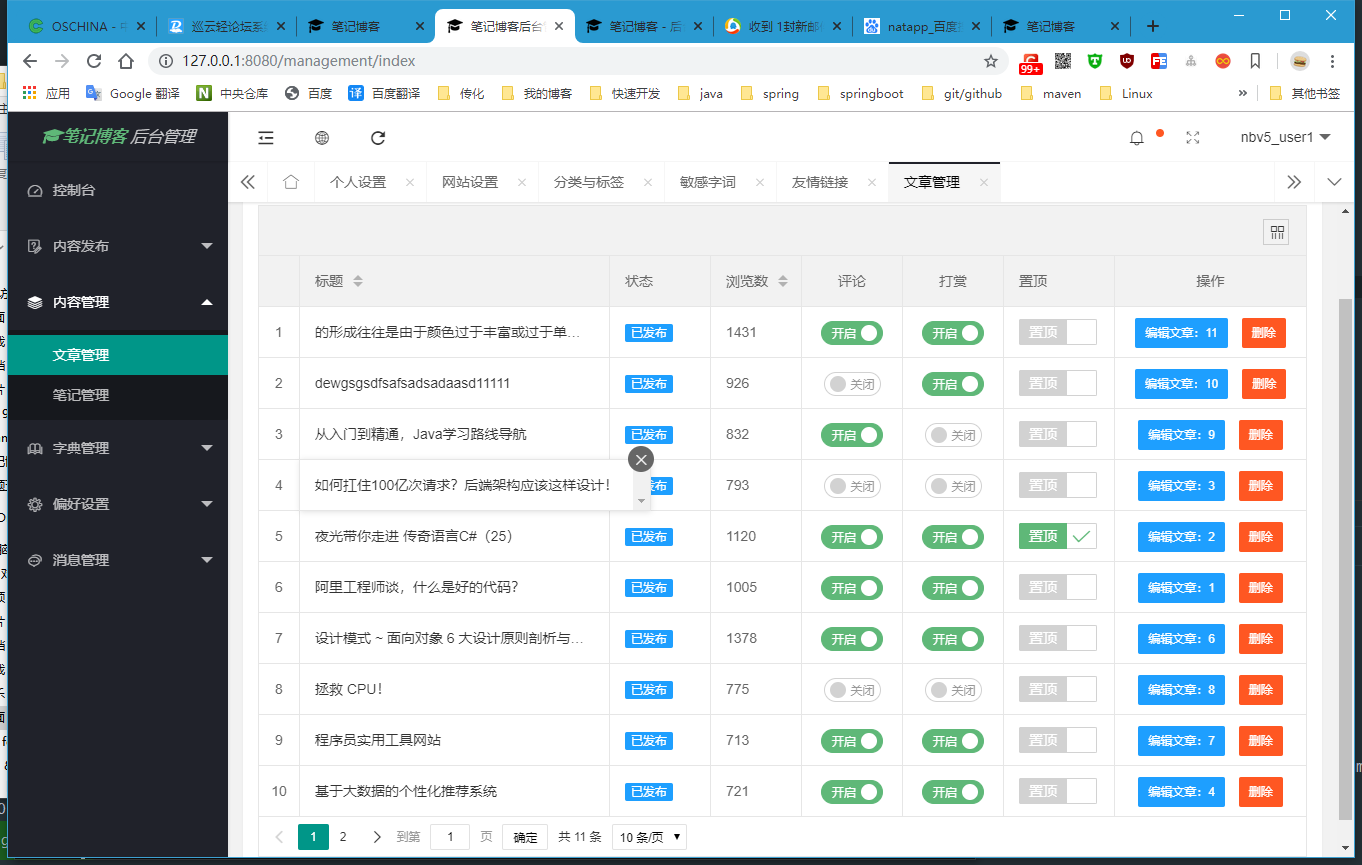 OSCHINA - 中
巡云轻论坛系统
笔记博客
笔记博客后台管
笔记博客 - 后
收到 1封新邮件
natapp_百度搜
笔记博客
127.0.0.1:8080/management/index
99+
应用
Google 翻译
中央仓库
百度
百度翻译
传化
我的博客
快速开发
java
spring
springboot
git/github
maven
Linux
其他书签
笔记博客 后台管理
nbv5_user1
控制台
内容发布
内容管理
文章管理
笔记管理
字典管理
偏好设置
消息管理
个人设置
网站设置
分类与标签
敏感字词
友情链接
文章管理
标题 状态 浏览数 评论 打赏 置顶 操作
1 的形成往往是由于颜色过于丰富或过于单… 已发布 1431 开启 开启 置顶 编辑文章：11 删除
2 dewgsgsdfsafsadsadaasd11111 已发布 926 关闭 开启 置顶 编辑文章：10 删除
3 从入门到精通，Java学习路线导航 已发布 832 开启 关闭 置顶 编辑文章：9 删除
4 如何扛住100亿次请求？后端架构应该这样设计！ 发布 793 关闭 关闭 置顶 编辑文章：3 删除
5 夜光带你走进 传奇语言C#（25） 已发布 1120 开启 开启 置顶 编辑文章：2 删除
6 阿里工程师谈，什么是好的代码？ 已发布 1005 开启 开启 置顶 编辑文章：1 删除
7 设计模式 ~ 面向对象 6 大设计原则剖析与… 已发布 1378 开启 开启 置顶 编辑文章：6 删除
8 拯救 CPU！ 已发布 775 关闭 关闭 置顶 编辑文章：8 删除
9 程序员实用工具网站 已发布 713 开启 开启 置顶 编辑文章：7 删除
10 基于大数据的个性化推荐系统 已发布 721 开启 开启 置顶 编辑文章：4 删除
1 2 到第 1 页 确定 共 11 条 10 条/页